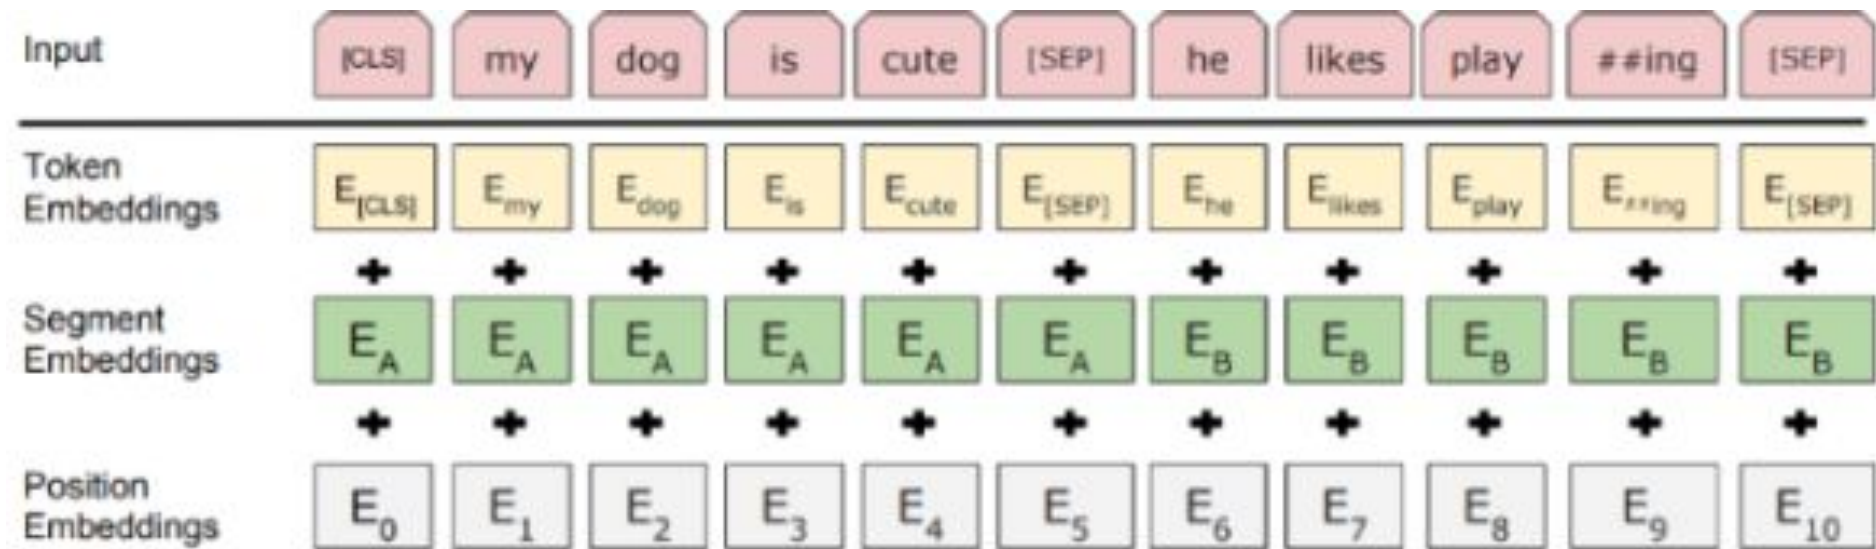 Input [CLS] my dog is cute [SEP] he likes play ##ing [SEP]
Token Embeddings E[CLS] Emy Edog Eis Ecute E[SEP] Ehe Elikes Eplay E##ing E[SEP]
+ + + + + + + + + + +
Segment Embeddings EA EA EA EA EA EA EB EB EB EB EB
+ + + + + + + + + + +
Position Embeddings E0 E1 E2 E3 E4 E5 E6 E7 E8 E9 E10